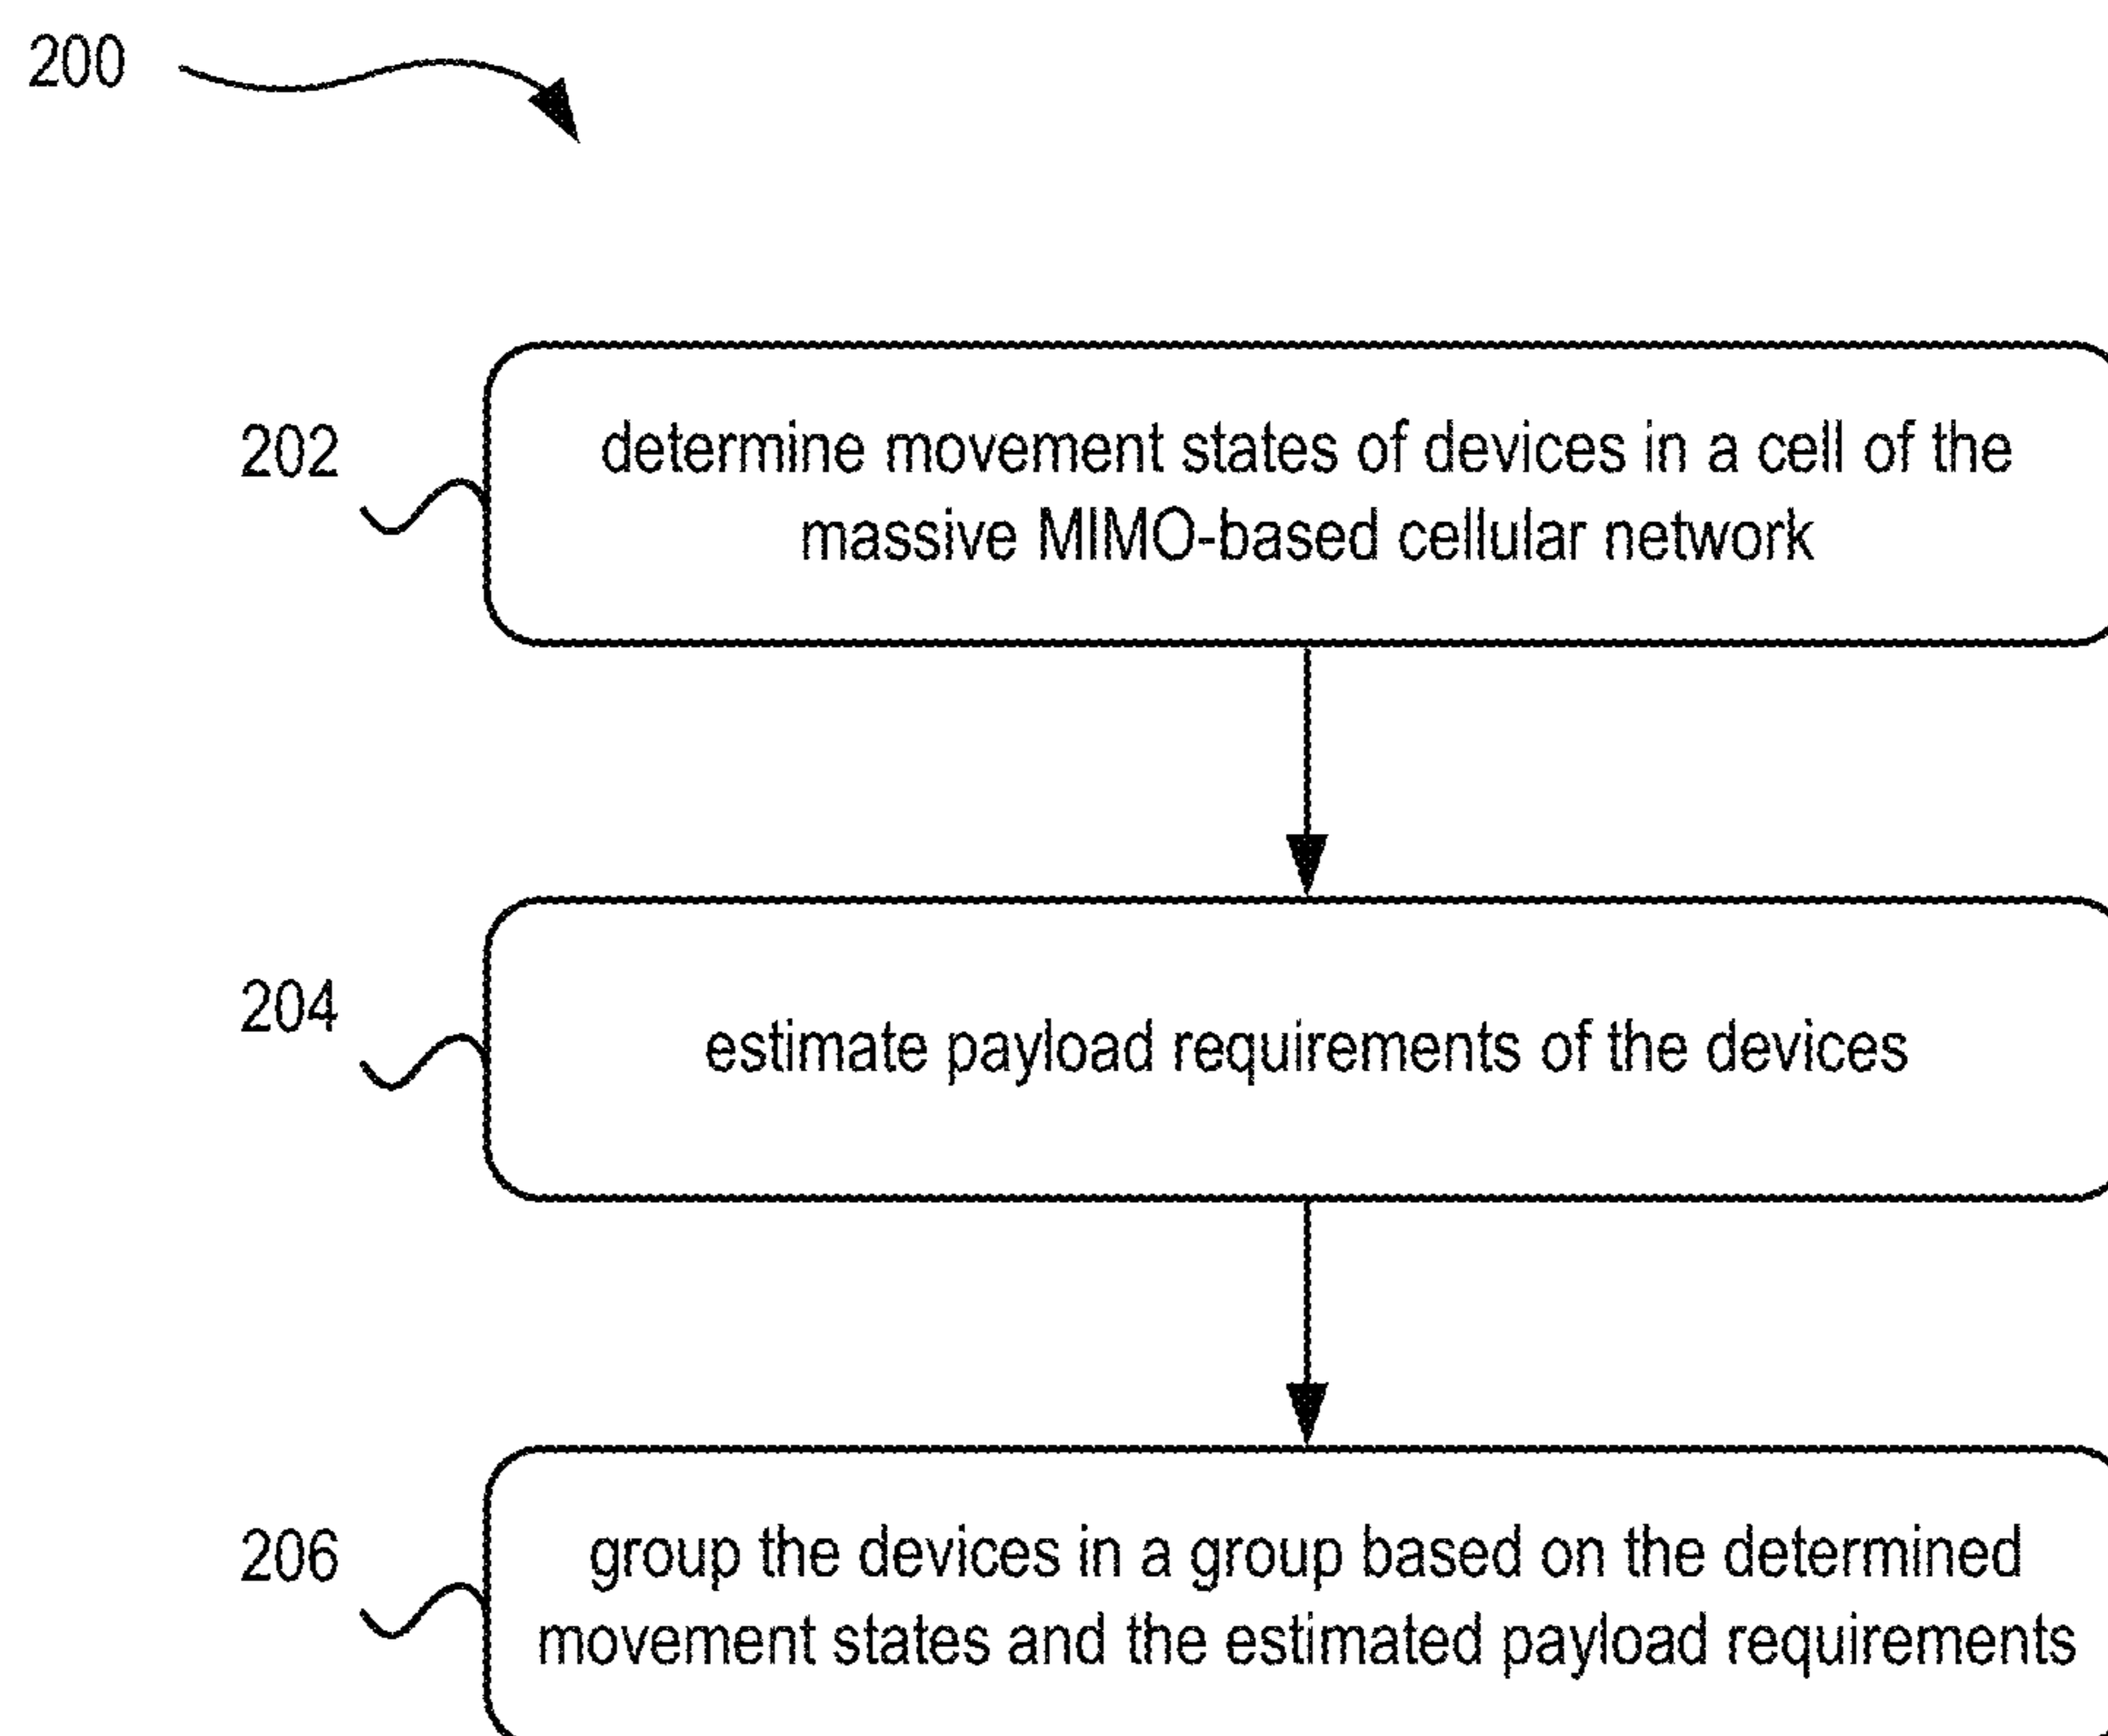 200
202
determine movement states of devices in a cell of the
massive MIMO-based cellular network
204
estimate payload requirements of the devices
206
group the devices in a group based on the determined
movement states and the estimated payload requirements